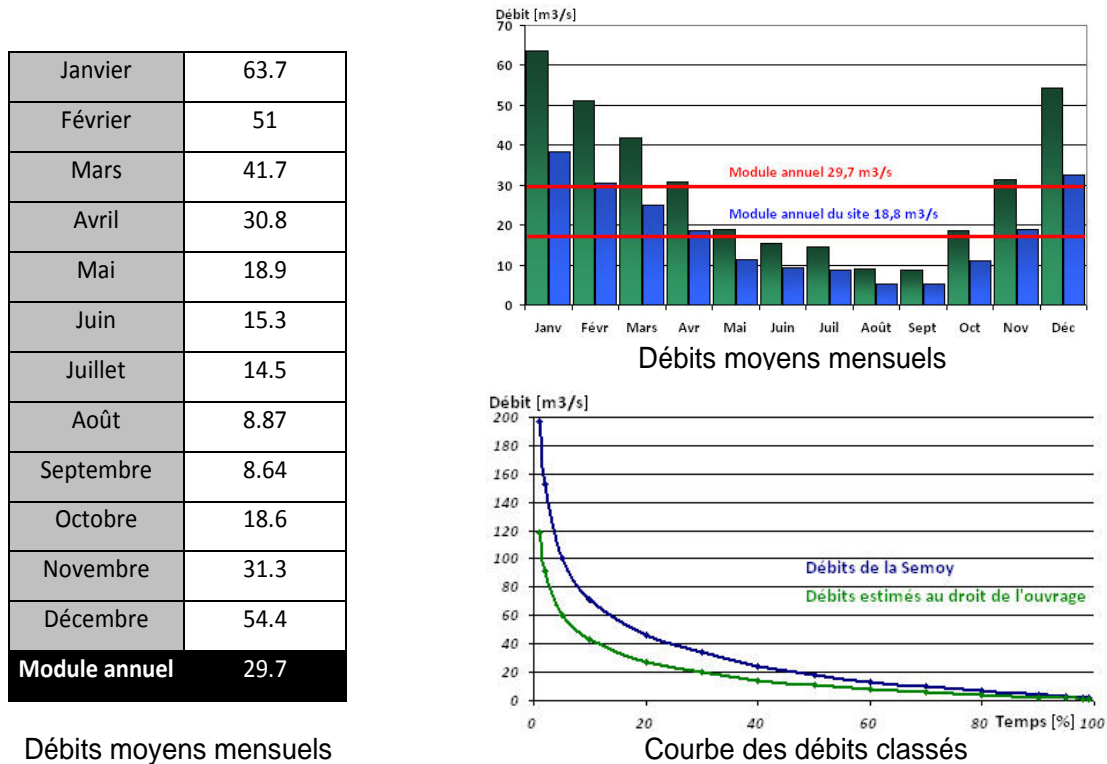 Janvier 63.7
Février 51
Mars 41.7
Avril 30.8
Mai 18.9
Juin 15.3
Juillet 14.5
Août 8.87
Septembre 8.64
Octobre 18.6
Novembre 31.3
Décembre 54.4
Module annuel 29.7
Débits moyens mensuels
Débit [m3/s]
70
60
50
40
30
20
10
0
Module annuel 29,7 m3/s
Module annuel du site 18,8 m3/s
Janv Févr Mars Avr Mai Juin Juil Août Sept Oct Nov Déc
Débits moyens mensuels
Débit [m3/s]
200
180
160
140
120
100
80
60
40
20
0
Débits de la Semoy
Débits estimés au droit de l'ouvrage
0 20 40 60 80 Temps [%] 100
Courbe des débits classés